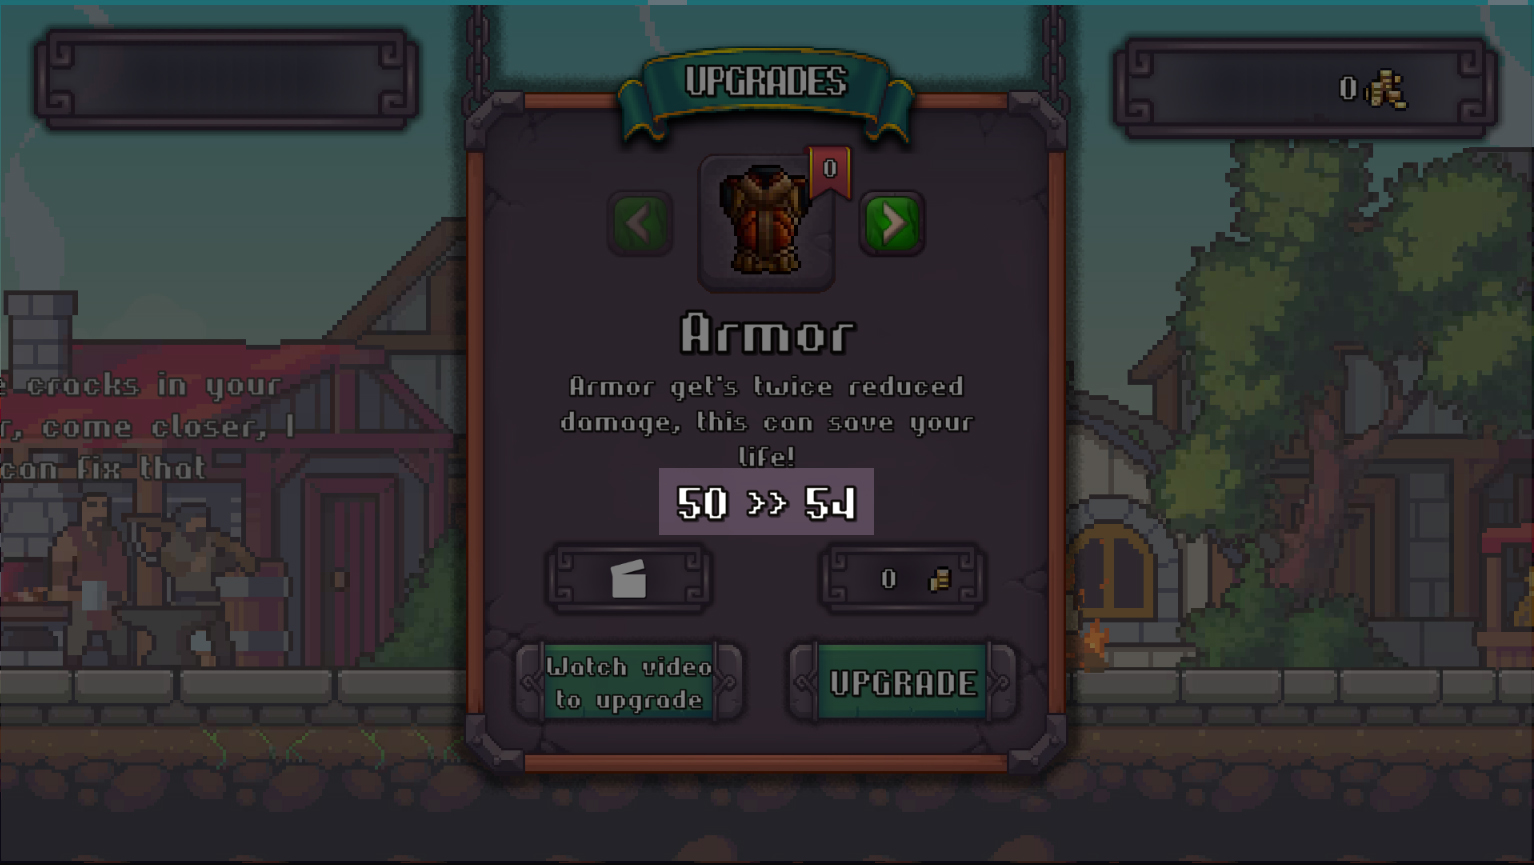 UPGRADES
0
0
Armor
Armor get's twice reduced
damage, this can save your
life!
e cracks in your
r, come closer, I
can fix that
50 >> 54
0
Watch video
to upgrade
UPGRADE